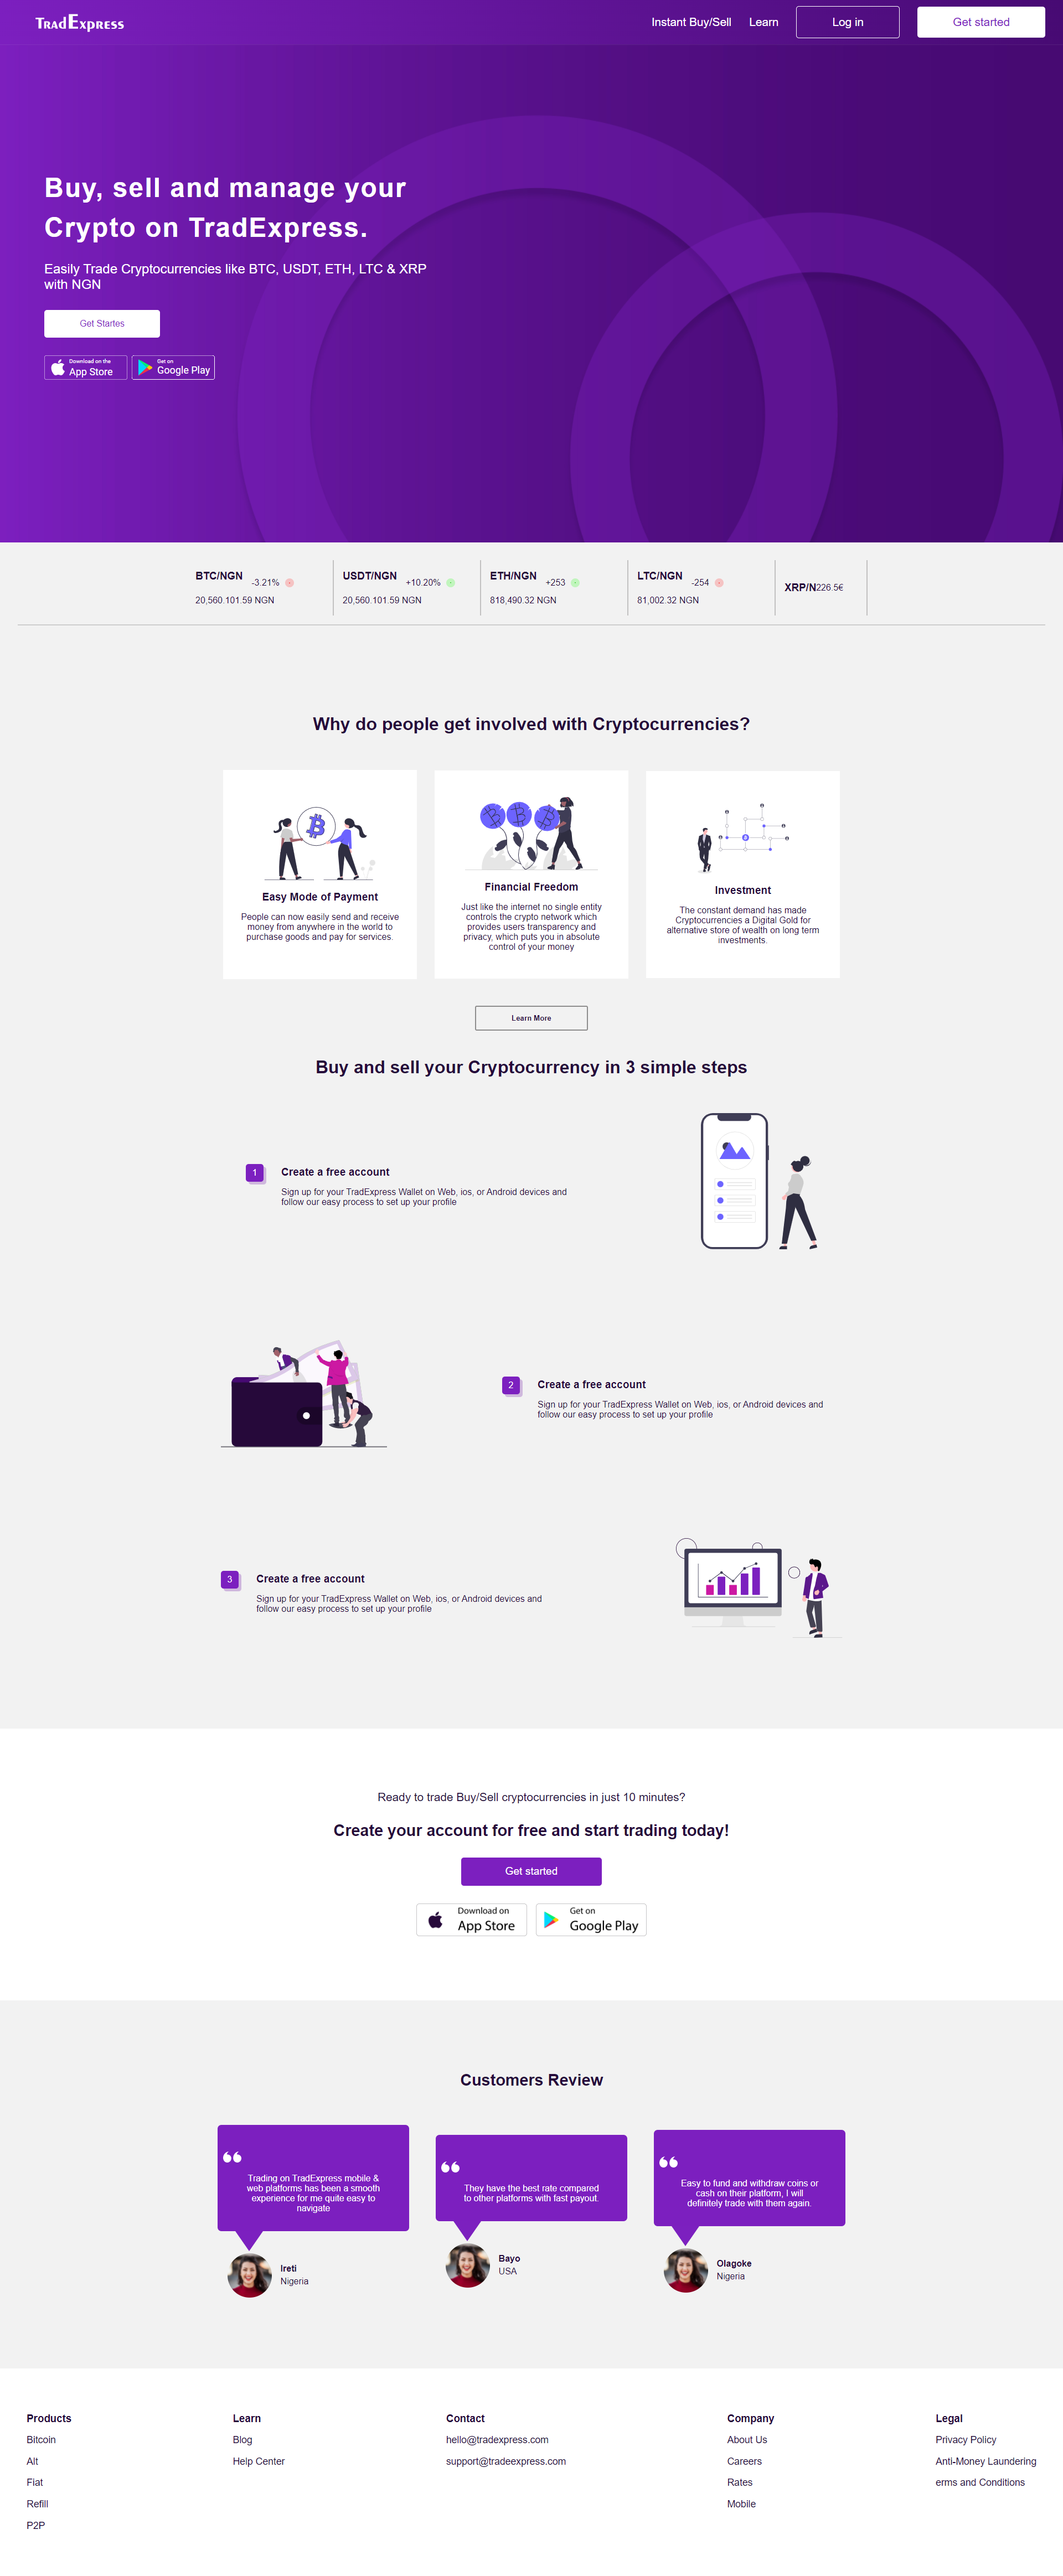 TRADEXPRESS
Instant Buy/Sell
Learn
Log in
Get started
Buy, sell and manage your
Crypto on TradExpress.
Easily Trade Cryptocurrencies like BTC, USDT, ETH, LTC & XRP
with NGN
Get Startes
Download on the
App Store
Get on
Google Play
BTC/NGN
-3.21%
20,560.101.59 NGN
USDT/NGN
+10.20%
20,560.101.59 NGN
ETH/NGN
+253
818,490.32 NGN
LTC/NGN
-254
81,002.32 NGN
XRP/N226.5€
Why do people get involved with Cryptocurrencies?
Easy Mode of Payment
People can now easily send and receive
money from anywhere in the world to
purchase goods and pay for services.
Financial Freedom
Just like the internet no single entity
controls the crypto network which
provides users transparency and
privacy, which puts you in absolute
control of your money
Investment
The constant demand has made
Cryptocurrencies a Digital Gold for
alternative store of wealth on long term
investments.
Learn More
Buy and sell your Cryptocurrency in 3 simple steps
1
Create a free account
Sign up for your TradExpress Wallet on Web, ios, or Android devices and
follow our easy process to set up your profile
2
Create a free account
Sign up for your TradExpress Wallet on Web, ios, or Android devices and
follow our easy process to set up your profile
3
Create a free account
Sign up for your TradExpress Wallet on Web, ios, or Android devices and
follow our easy process to set up your profile
Ready to trade Buy/Sell cryptocurrencies in just 10 minutes?
Create your account for free and start trading today!
Get started
Download on
App Store
Get on
Google Play
Customers Review
Trading on TradExpress mobile &
web platforms has been a smooth
experience for me quite easy to
navigate
Ireti
Nigeria
They have the best rate compared
to other platforms with fast payout.
Bayo
USA
Easy to fund and withdraw coins or
cash on their platform, I will
definitely trade with them again.
Olagoke
Nigeria
Products
Bitcoin
Alt
Fiat
Refill
P2P
Learn
Blog
Help Center
Contact
hello@tradexpress.com
support@tradeexpress.com
Company
About Us
Careers
Rates
Mobile
Legal
Privacy Policy
Anti-Money Laundering
erms and Conditions